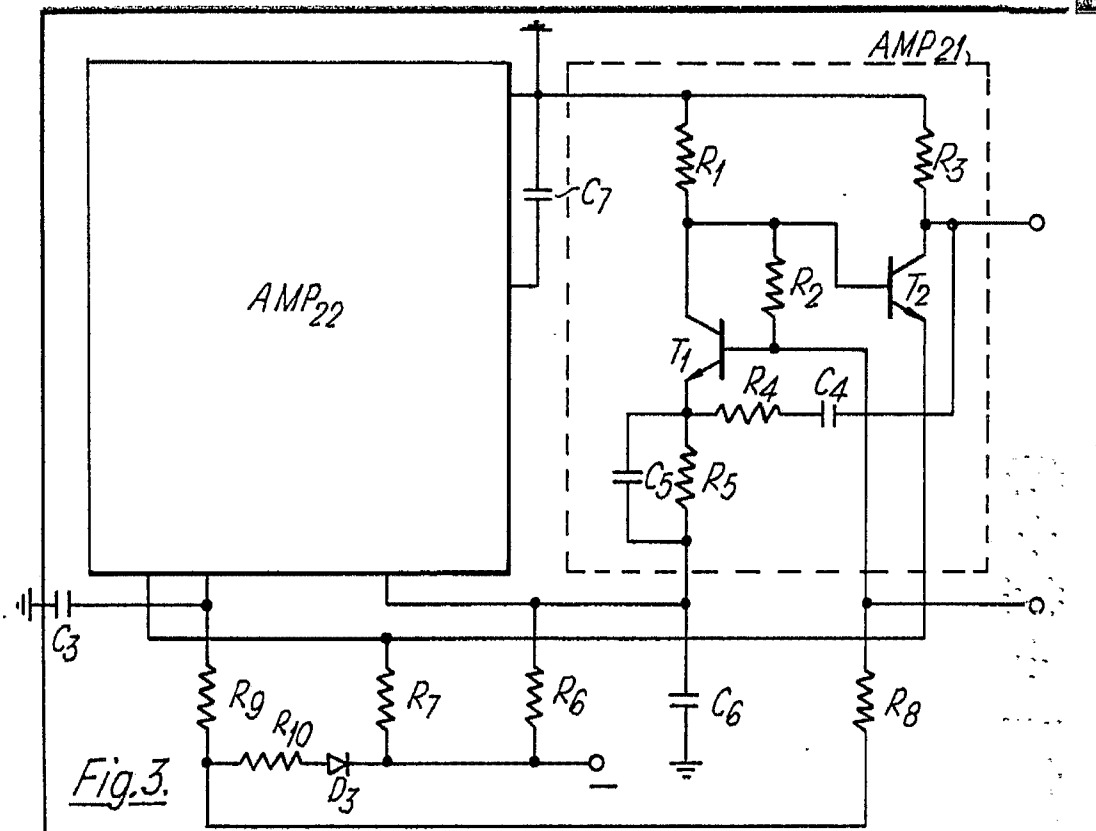 AMP21
R1
R3
C7
AMP22
R2
T2
T1
R4
C4
C5
R5
C3
R9
R7
R6
C6
R8
R10
D3
Fig.3.
−